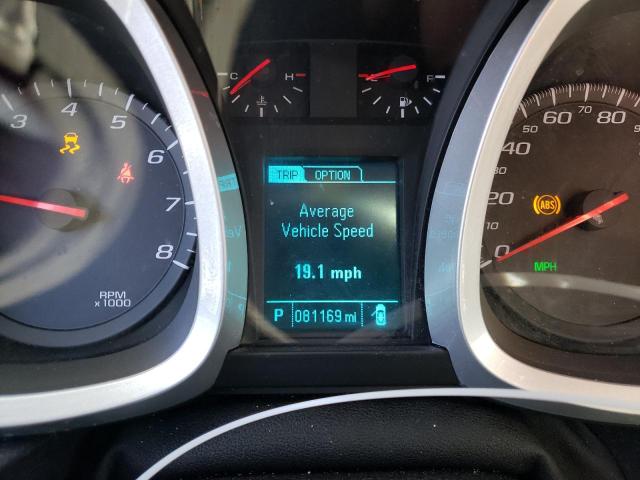 C H E F
3 4 5 6 7 8
RPM
x1000
TRIP OPTION
Average
Vehicle Speed
19.1 mph
P 081169 mi
0 20 40 60 80
50 70 90
ABS
MPH